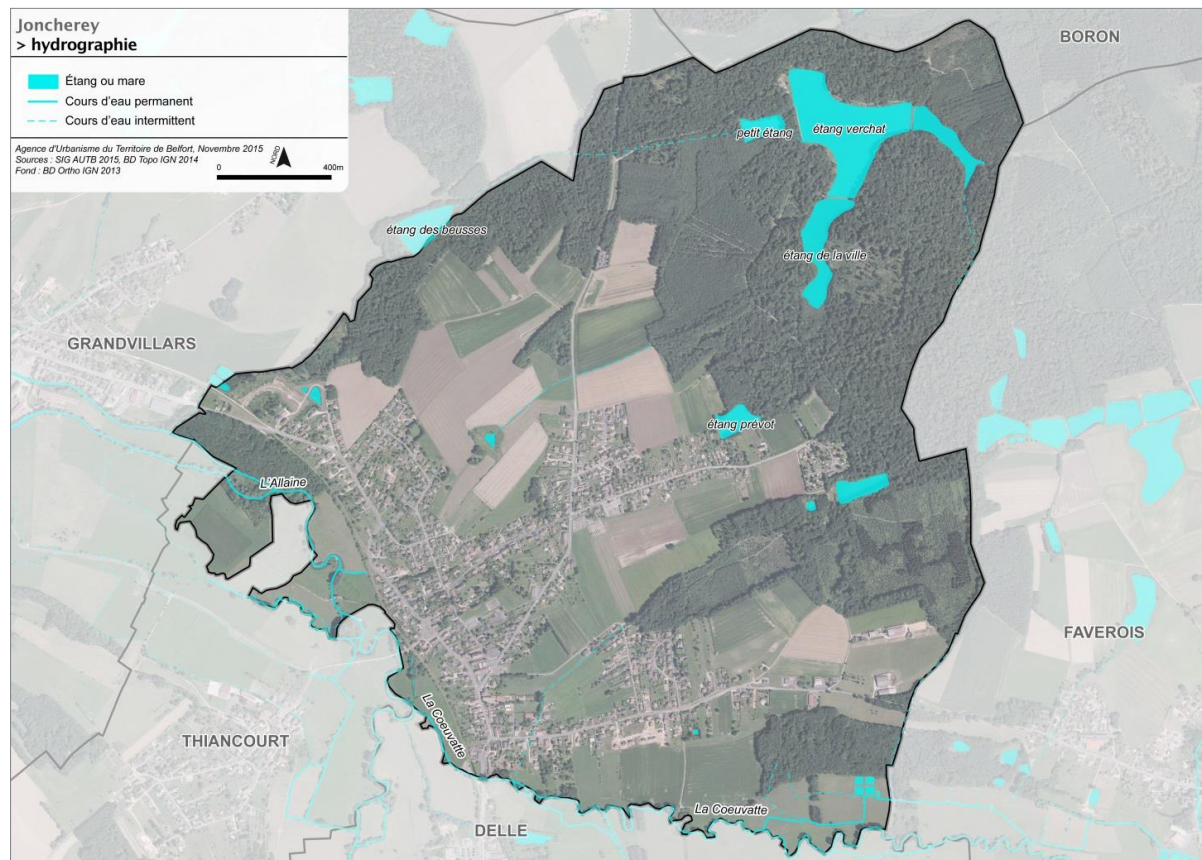 Joncherey
> hydrographie
Étang ou mare
Cours d'eau permanent
Cours d'eau intermittent
Agence d'Urbanisme du Territoire de Belfort, Novembre 2015
Sources : SIG AUTB 2015, BD Topo IGN 2014
Fond : BD Ortho IGN 2013
NORD
0 400m
BORON
petit étang
étang verchat
étang des beusses
étang de la ville
GRANDVILLARS
étang prévot
L'Allaine
FAVEROIS
La Coeuvatte
THIANCOURT
La Coeuvatte
DELLE